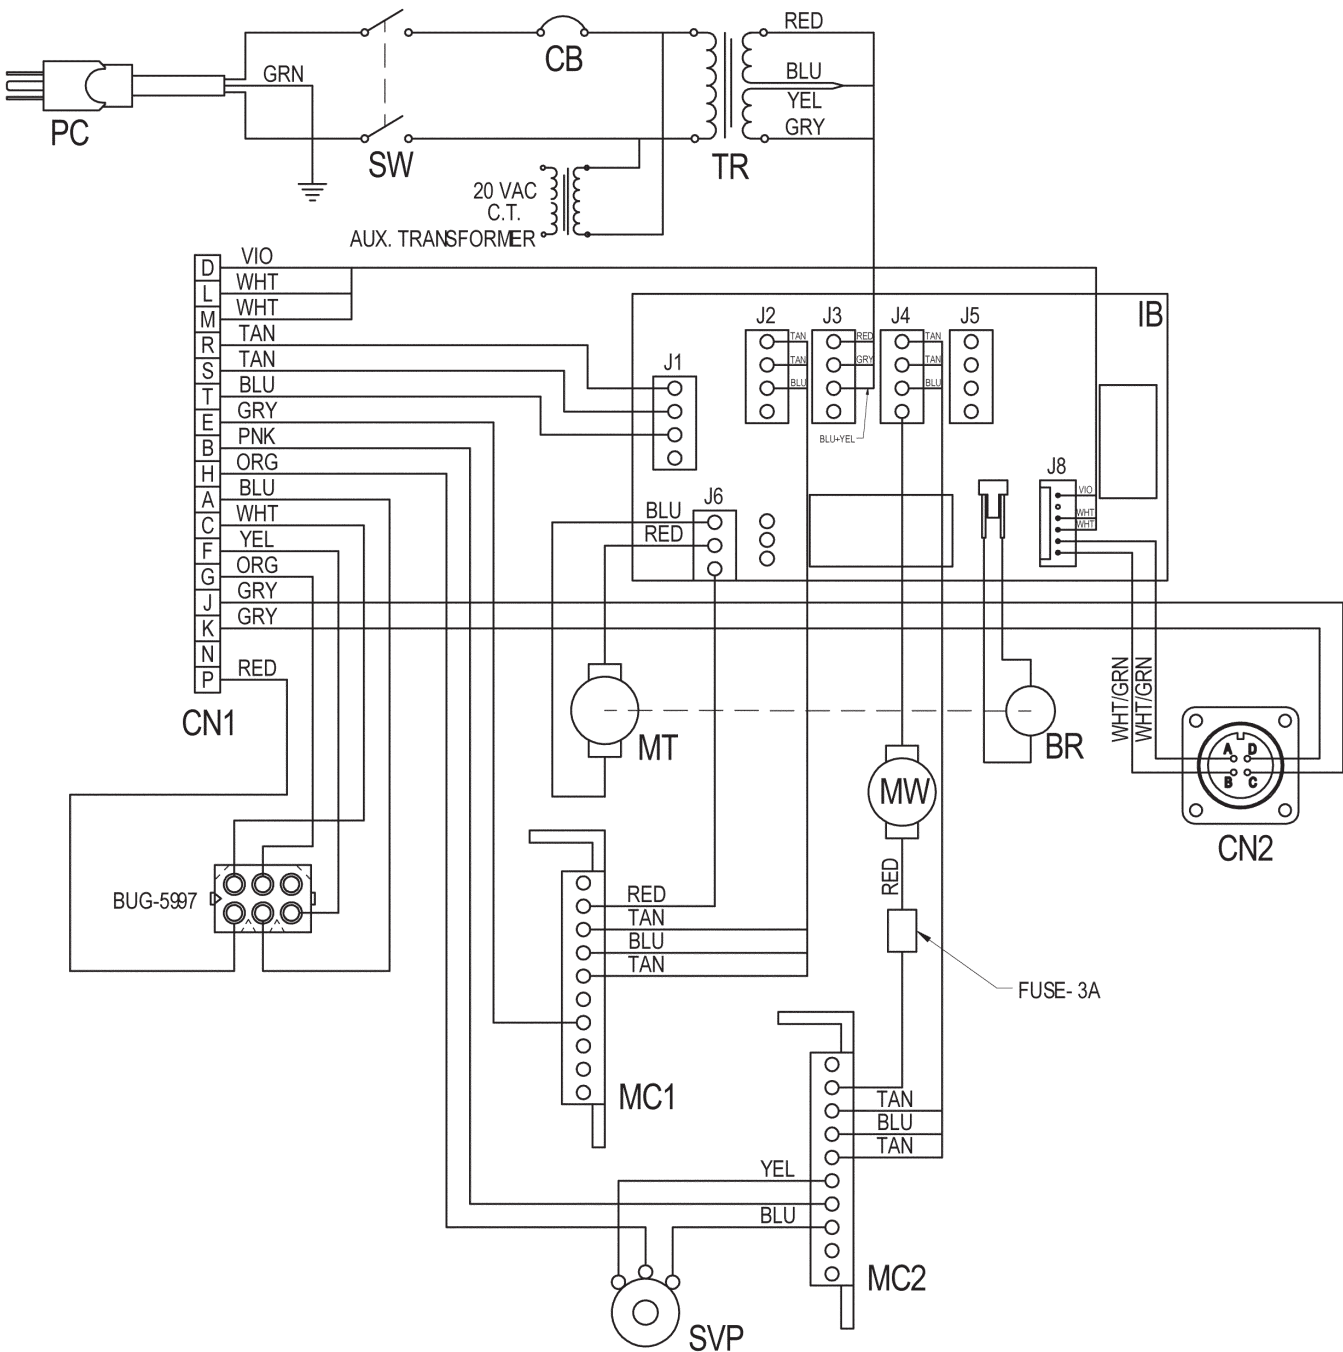 PC
GRN
SW
CB
TR
RED
BLU
YEL
GRY
20 VAC
C.T.
AUX. TRANSFORMER
D VIO
L WHT
M WHT
R TAN
S TAN
T BLU
E GRY
B PNK
H ORG
A BLU
C WHT
F YEL
G ORG
J GRY
K GRY
N
P RED
CN1
BUG-5997
IB
J1
J2
TAN
TAN
BLU
J3
RED
GRY
BLU+YEL
J4
TAN
TAN
BLU
J5
J6
BLU
RED
J8
VIO
WHT
WHT
MT
BR
MW
RED
FUSE- 3A
WHT/GRN
WHT/GRN
A D
B C
CN2
RED
TAN
BLU
TAN
MC1
TAN
BLU
TAN
YEL
BLU
MC2
SVP